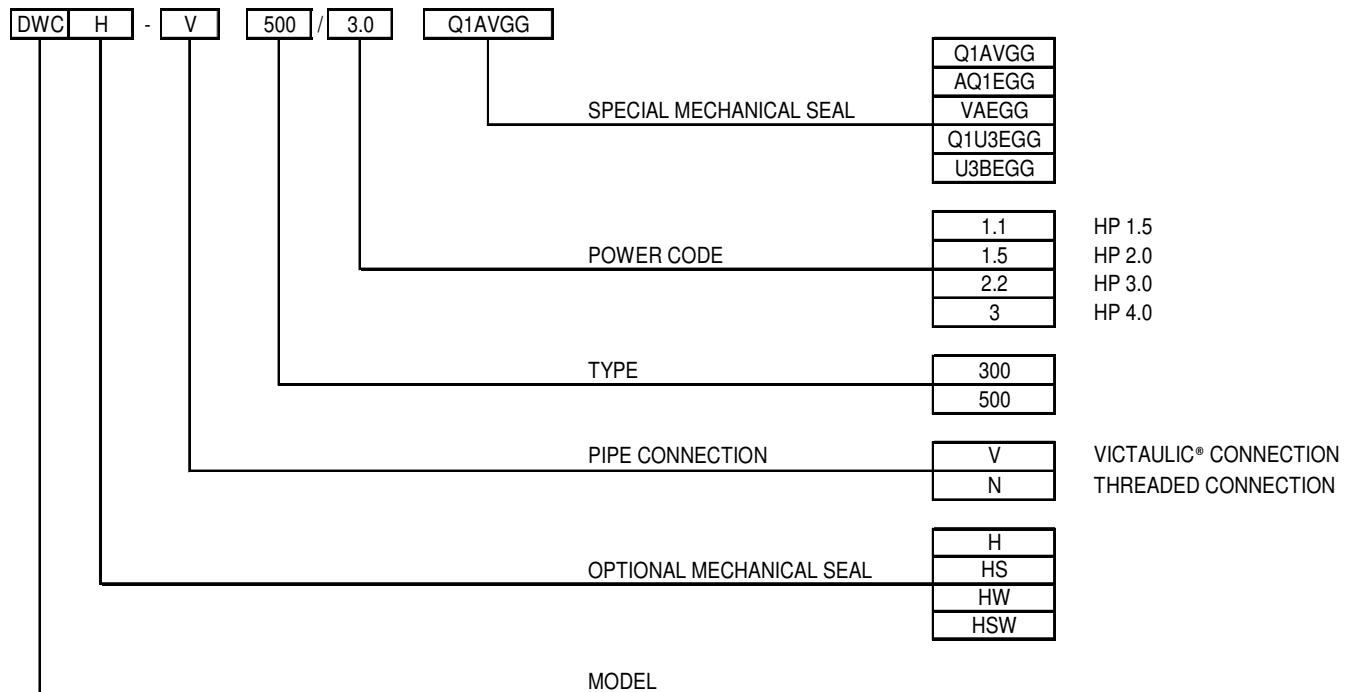 DWC H - V 500 / 3.0 Q1AVGG
Q1AVGG
AQ1EGG
SPECIAL MECHANICAL SEAL VAEGG
Q1U3EGG
U3BEGG
1.1 HP 1.5
POWER CODE 1.5 HP 2.0
2.2 HP 3.0
3 HP 4.0
TYPE 300
500
PIPE CONNECTION V VICTAULIC® CONNECTION
N THREADED CONNECTION
H
OPTIONAL MECHANICAL SEAL HS
HW
HSW
MODEL